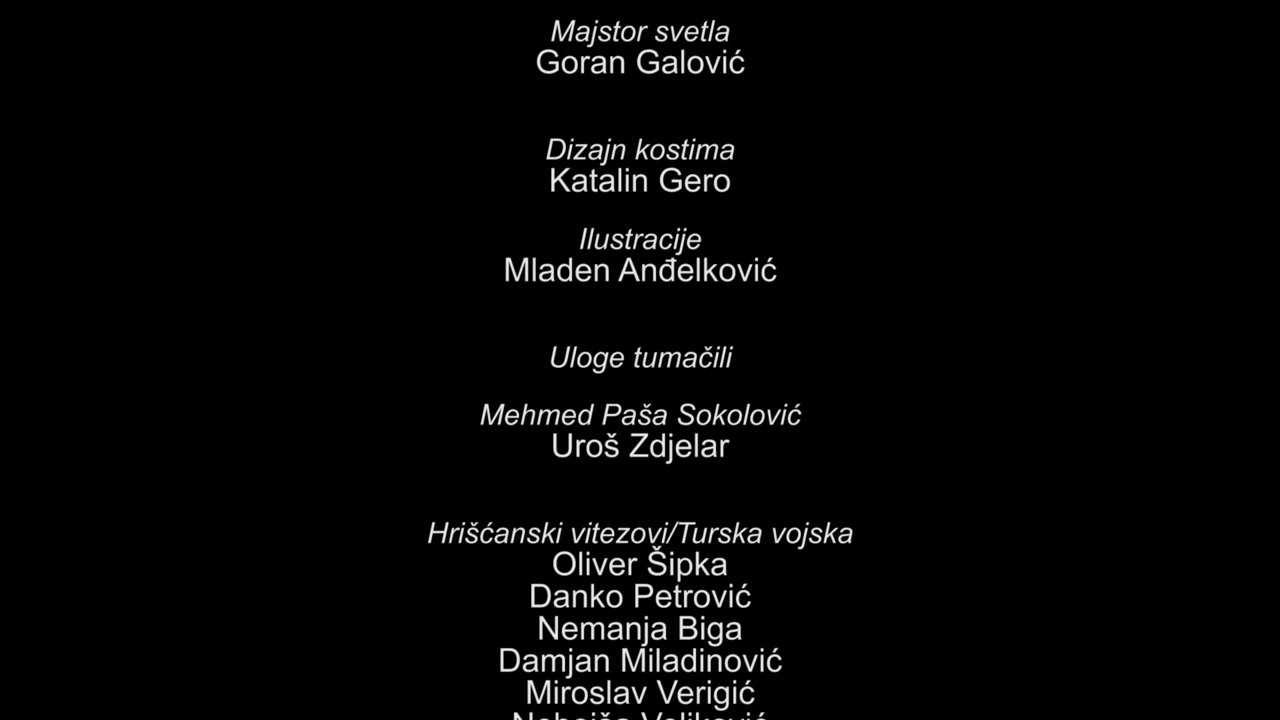 Majstor svetla
Goran Galović
Dizajn kostima
Katalin Gero
Ilustracije
Mladen Anđelković
Uloge tumačili
Mehmed Paša Sokolović
Uroš Zdjelar
Hrišćanski vitezovi/Turska vojska
Oliver Šipka
Danko Petrović
Nemanja Biga
Damjan Miladinović
Miroslav Verigić